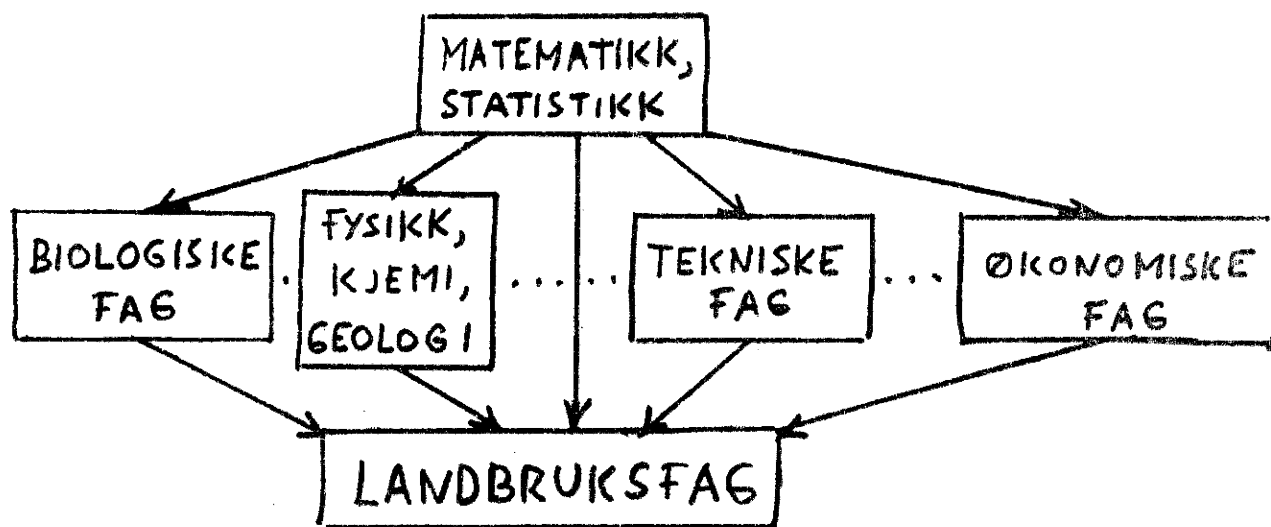 MATEMATIKK,
STATISTIKK
BIOLOGISKE
FAG
FYSIKK,
KJEMI,
GEOLOGI
TEKNISKE
FAG
ØKONOMISKE
FAG
LANDBRUKSFAG